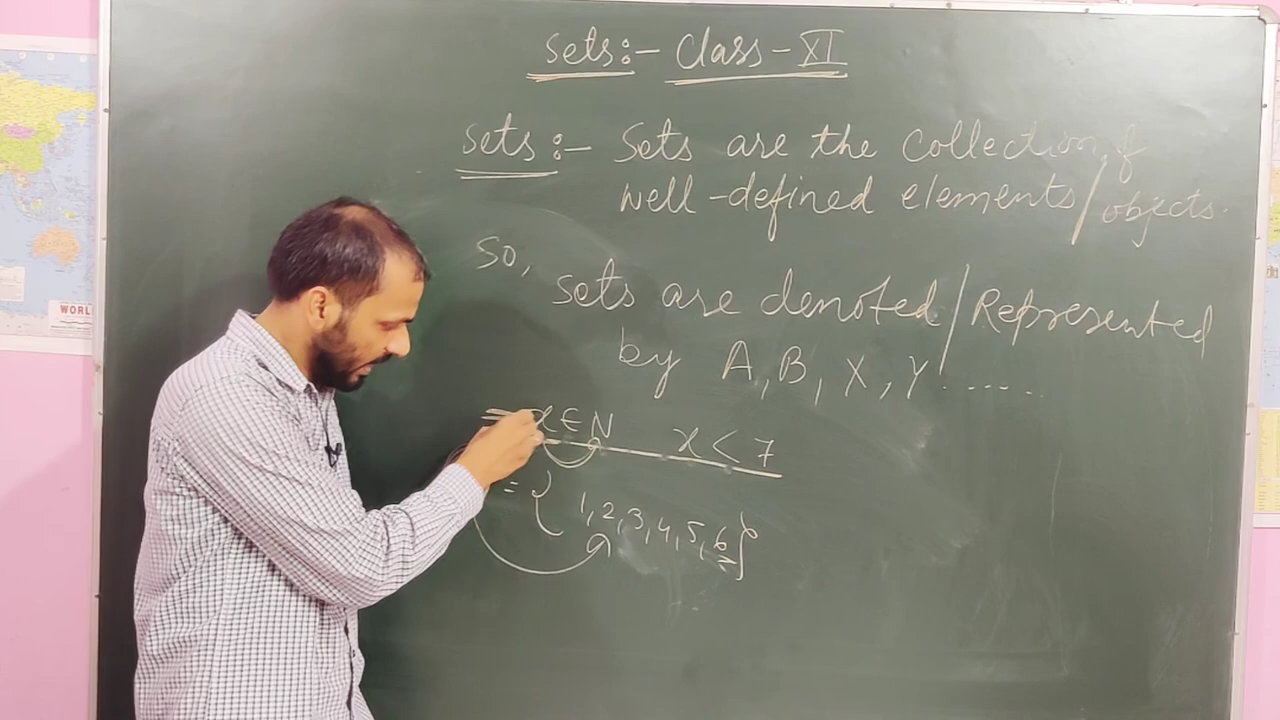 Sets:- Class-XI
Sets:- Sets are the Collection of
well-defined elements/objects.
So,
Sets are denoted/Represented
by A, B, X, Y.....
x ∈ N   x < 7
= { 1, 2, 3, 4, 5, 6 }
WORL